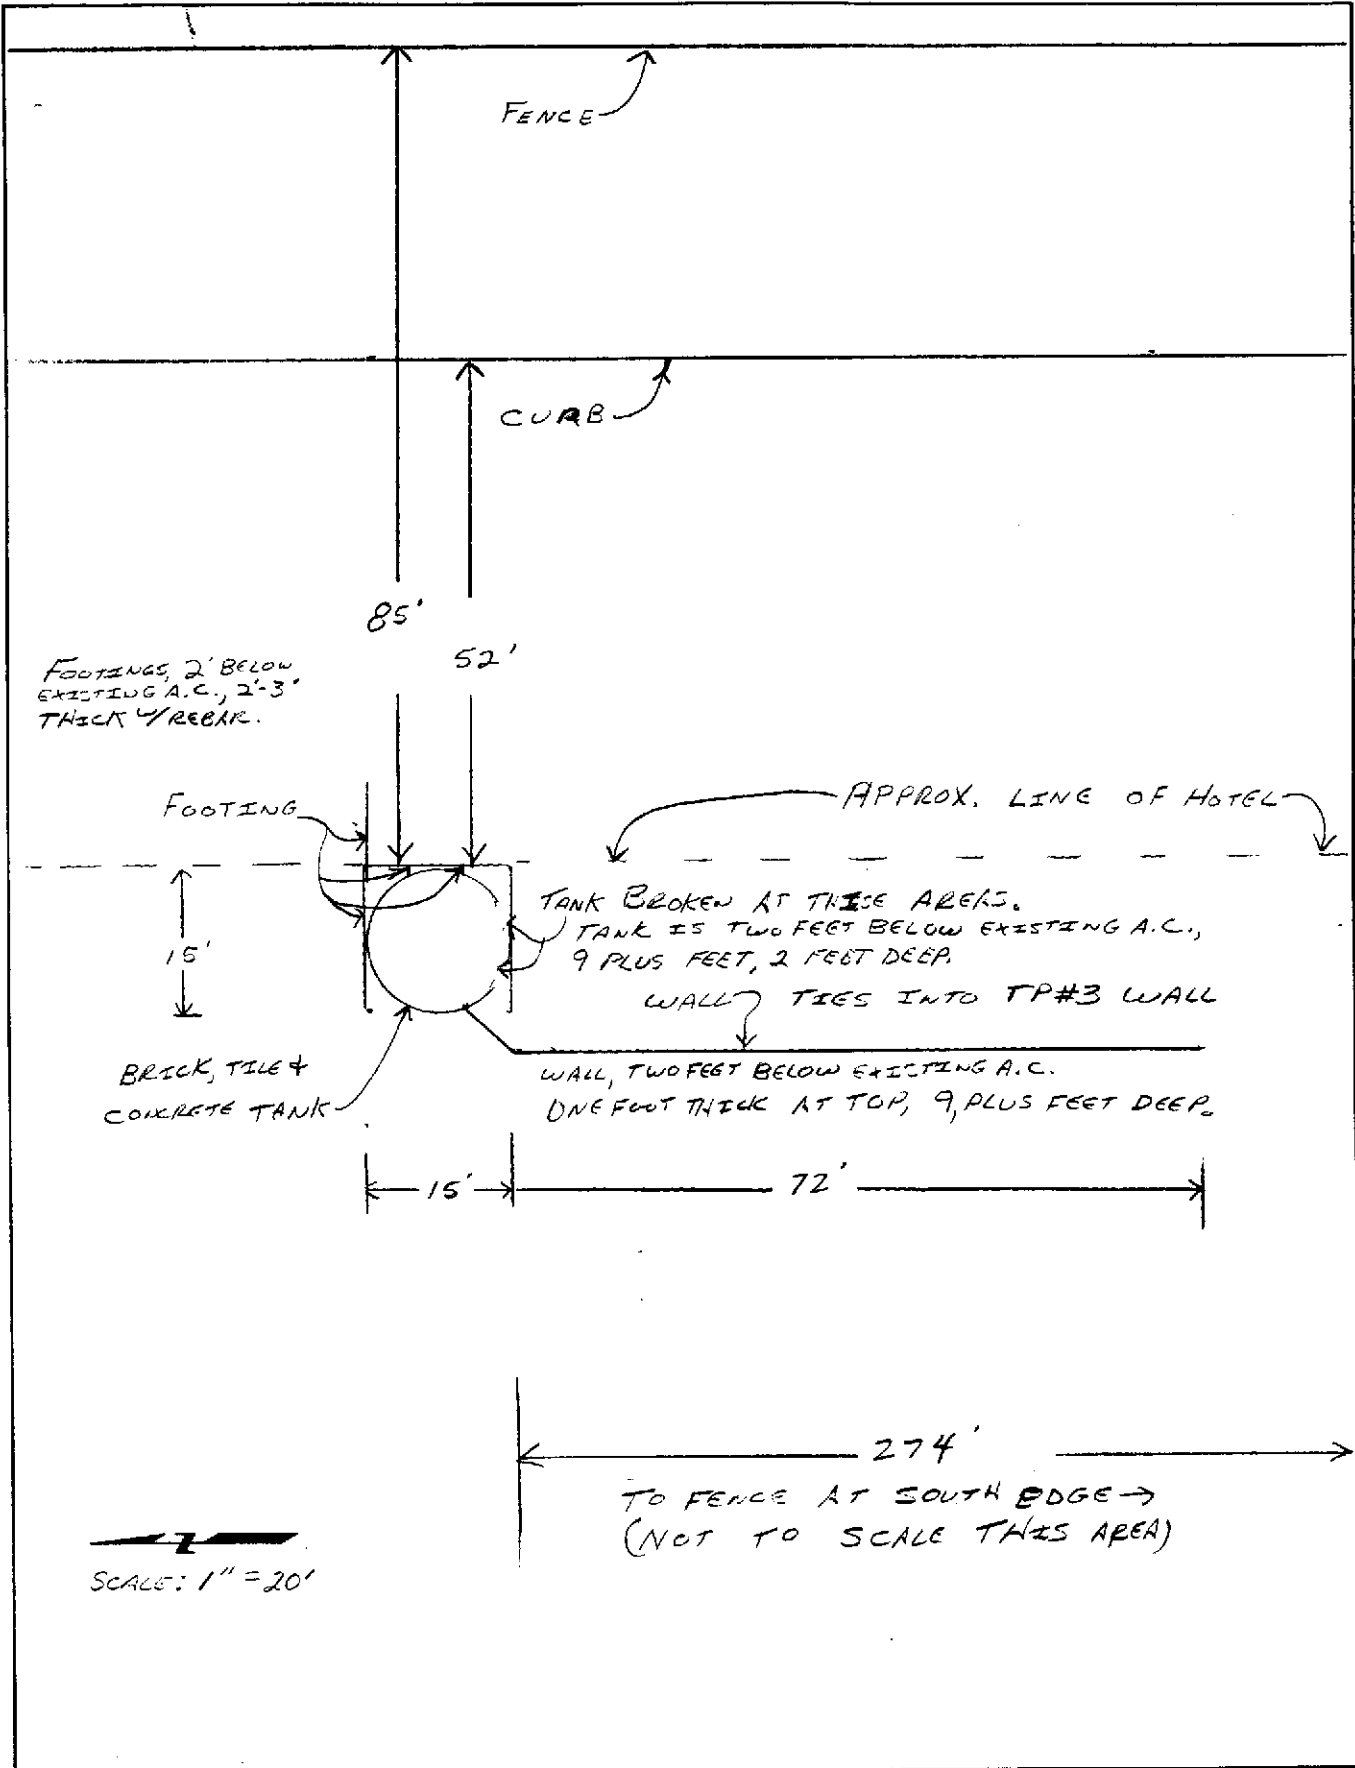 FENCE
CURB
85'
52'
FOOTINGS, 2' BELOW
EXISTING A.C., 2'-3'
THICK W/REBAR.
FOOTING
APPROX. LINE OF HOTEL
15'
TANK BROKEN AT THESE AREAS.
TANK IS TWO FEET BELOW EXISTING A.C.,
9 PLUS FEET, 2 FEET DEEP.
WALL TIES INTO TP#3 WALL
BRICK, TILE &
CONCRETE TANK
WALL, TWO FEET BELOW EXISTING A.C.
ONE FOOT THICK AT TOP, 9, PLUS FEET DEEP.
15'
72'
274'
TO FENCE AT SOUTH EDGE →
(NOT TO SCALE THIS AREA)
Z
SCALE: 1" = 20'